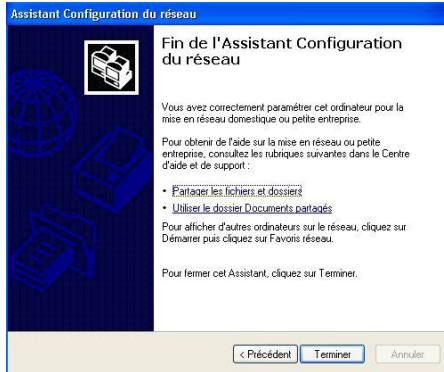 Assistant Configuration du réseau
Fin de l'Assistant Configuration
du réseau
Vous avez correctement paramétrer cet ordinateur pour la
mise en réseau domestique ou petite entreprise.
Pour obtenir de l'aide sur la mise en réseau ou petite
entreprise, consultez les rubriques suivantes dans le Centre
d'aide et de support :
• Partager les fichiers et dossiers
• Utiliser le dossier Documents partagés
Pour afficher d'autres ordinateurs sur le réseau, cliquez sur
Démarrer puis cliquez sur Favoris réseau.
Pour fermer cet Assistant, cliquez sur Terminer.
< Précédent Terminer Annuler